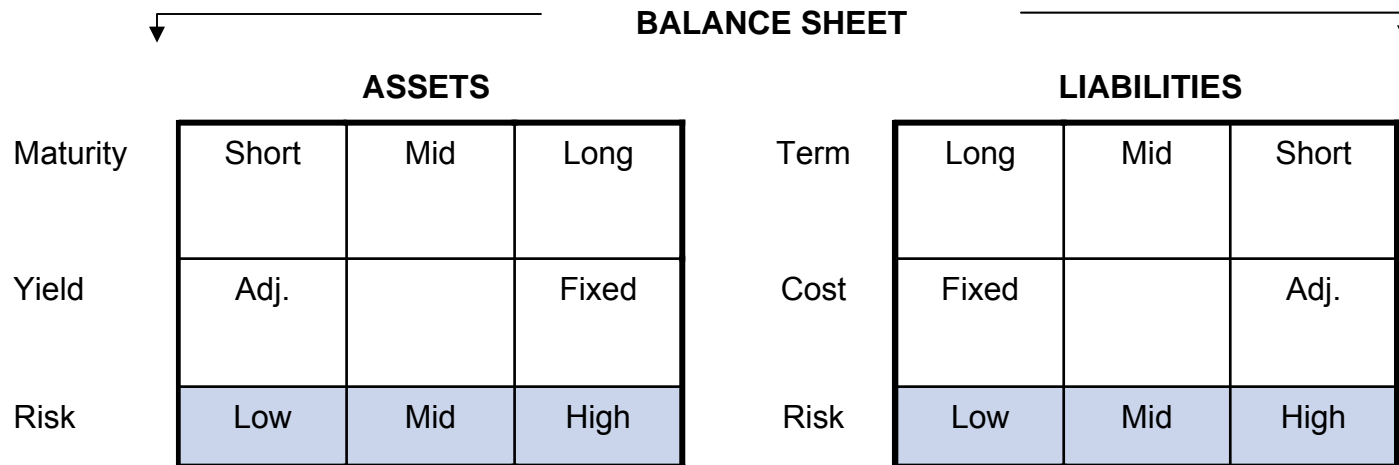 BALANCE SHEET
ASSETS LIABILITIES
Maturity Short Mid Long Term Long Mid Short
Yield Adj. Fixed Cost Fixed Adj.
Risk Low Mid High Risk Low Mid High